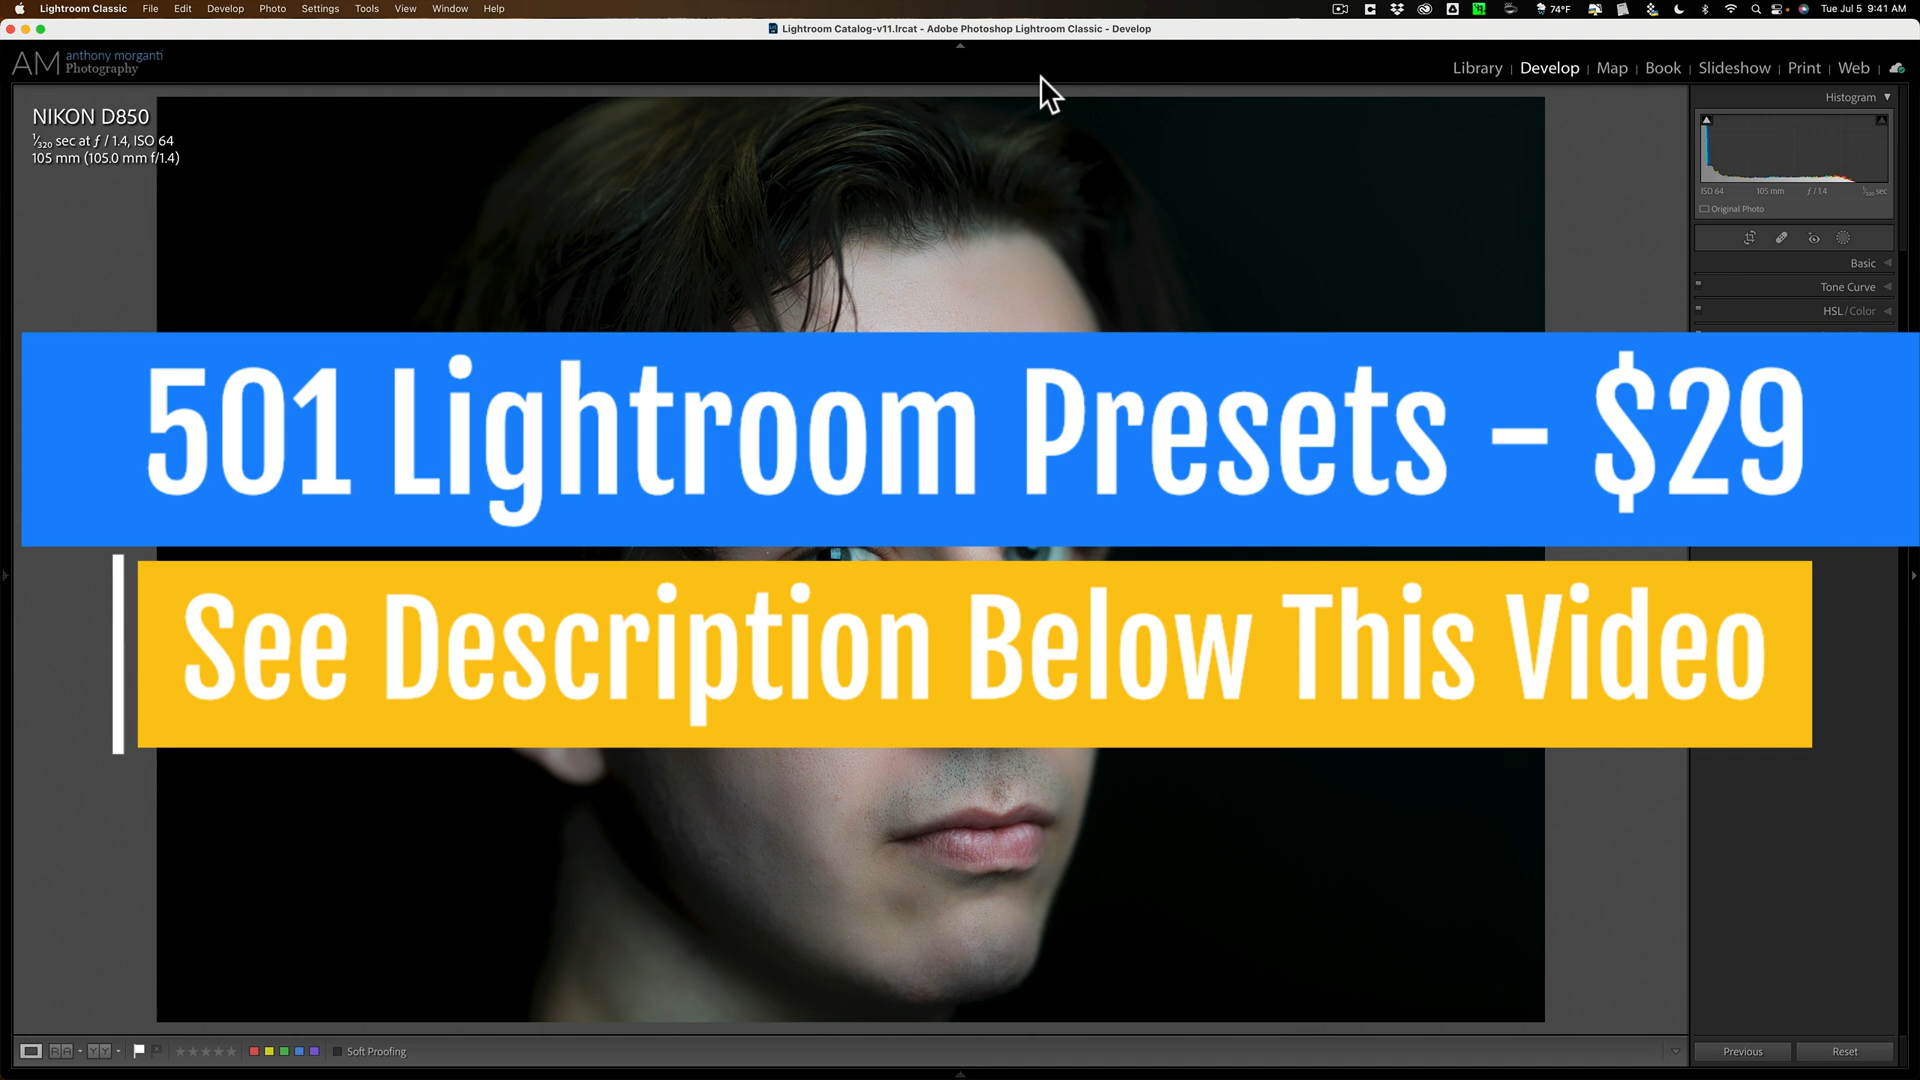 Lightroom Classic File Edit Develop Photo Settings Tools View Window Help 74°F Tue Jul 5 9:41 AM
Lightroom Catalog-v11.lrcat - Adobe Photoshop Lightroom Classic - Develop
AM anthony morganti
Photography
Library | Develop | Map | Book | Slideshow | Print | Web
NIKON D850
1/320 sec at ƒ / 1.4, ISO 64
105 mm (105.0 mm f/1.4)
Histogram
ISO 64 105 mm ƒ / 1.4 1/320 sec
Original Photo
Basic
Tone Curve
HSL / Color
501 Lightroom Presets - $29
See Description Below This Video
Soft Proofing
Previous Reset